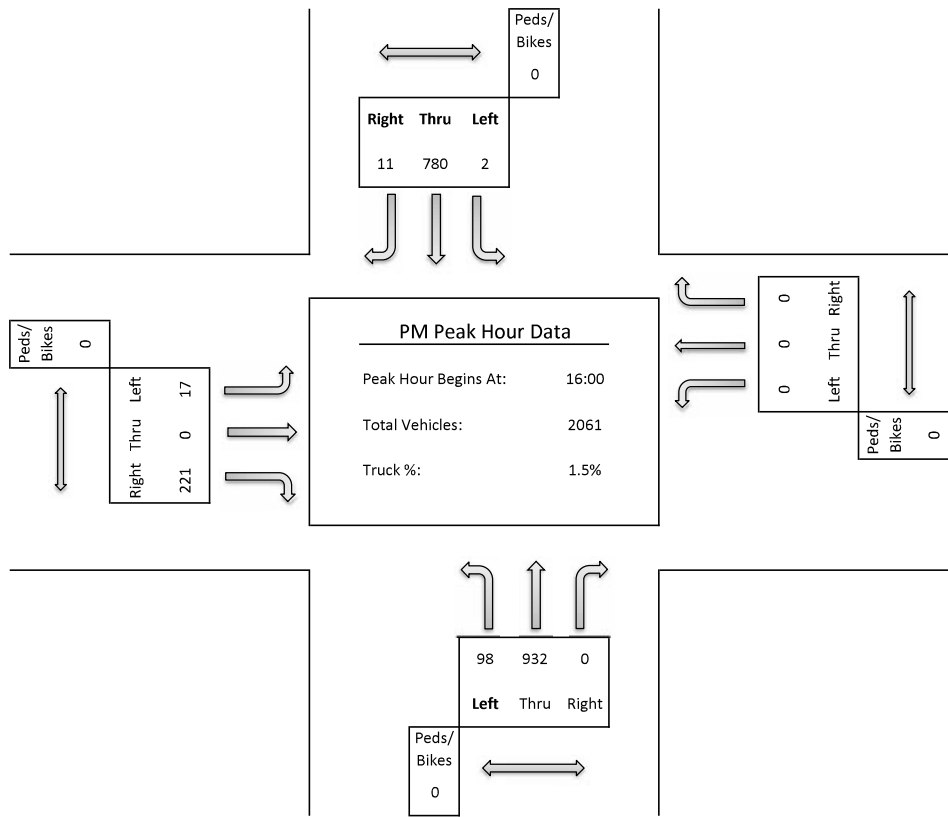 Peds/
Bikes
0
Right Thru Left
11 780 2
Peds/
Bikes
0
Left 17
Thru 0
Right 221
PM Peak Hour Data
Peak Hour Begins At: 16:00
Total Vehicles: 2061
Truck %: 1.5%
0 Right
0 Thru
0 Left
Peds/
Bikes
0
98 932 0
Left Thru Right
Peds/
Bikes
0